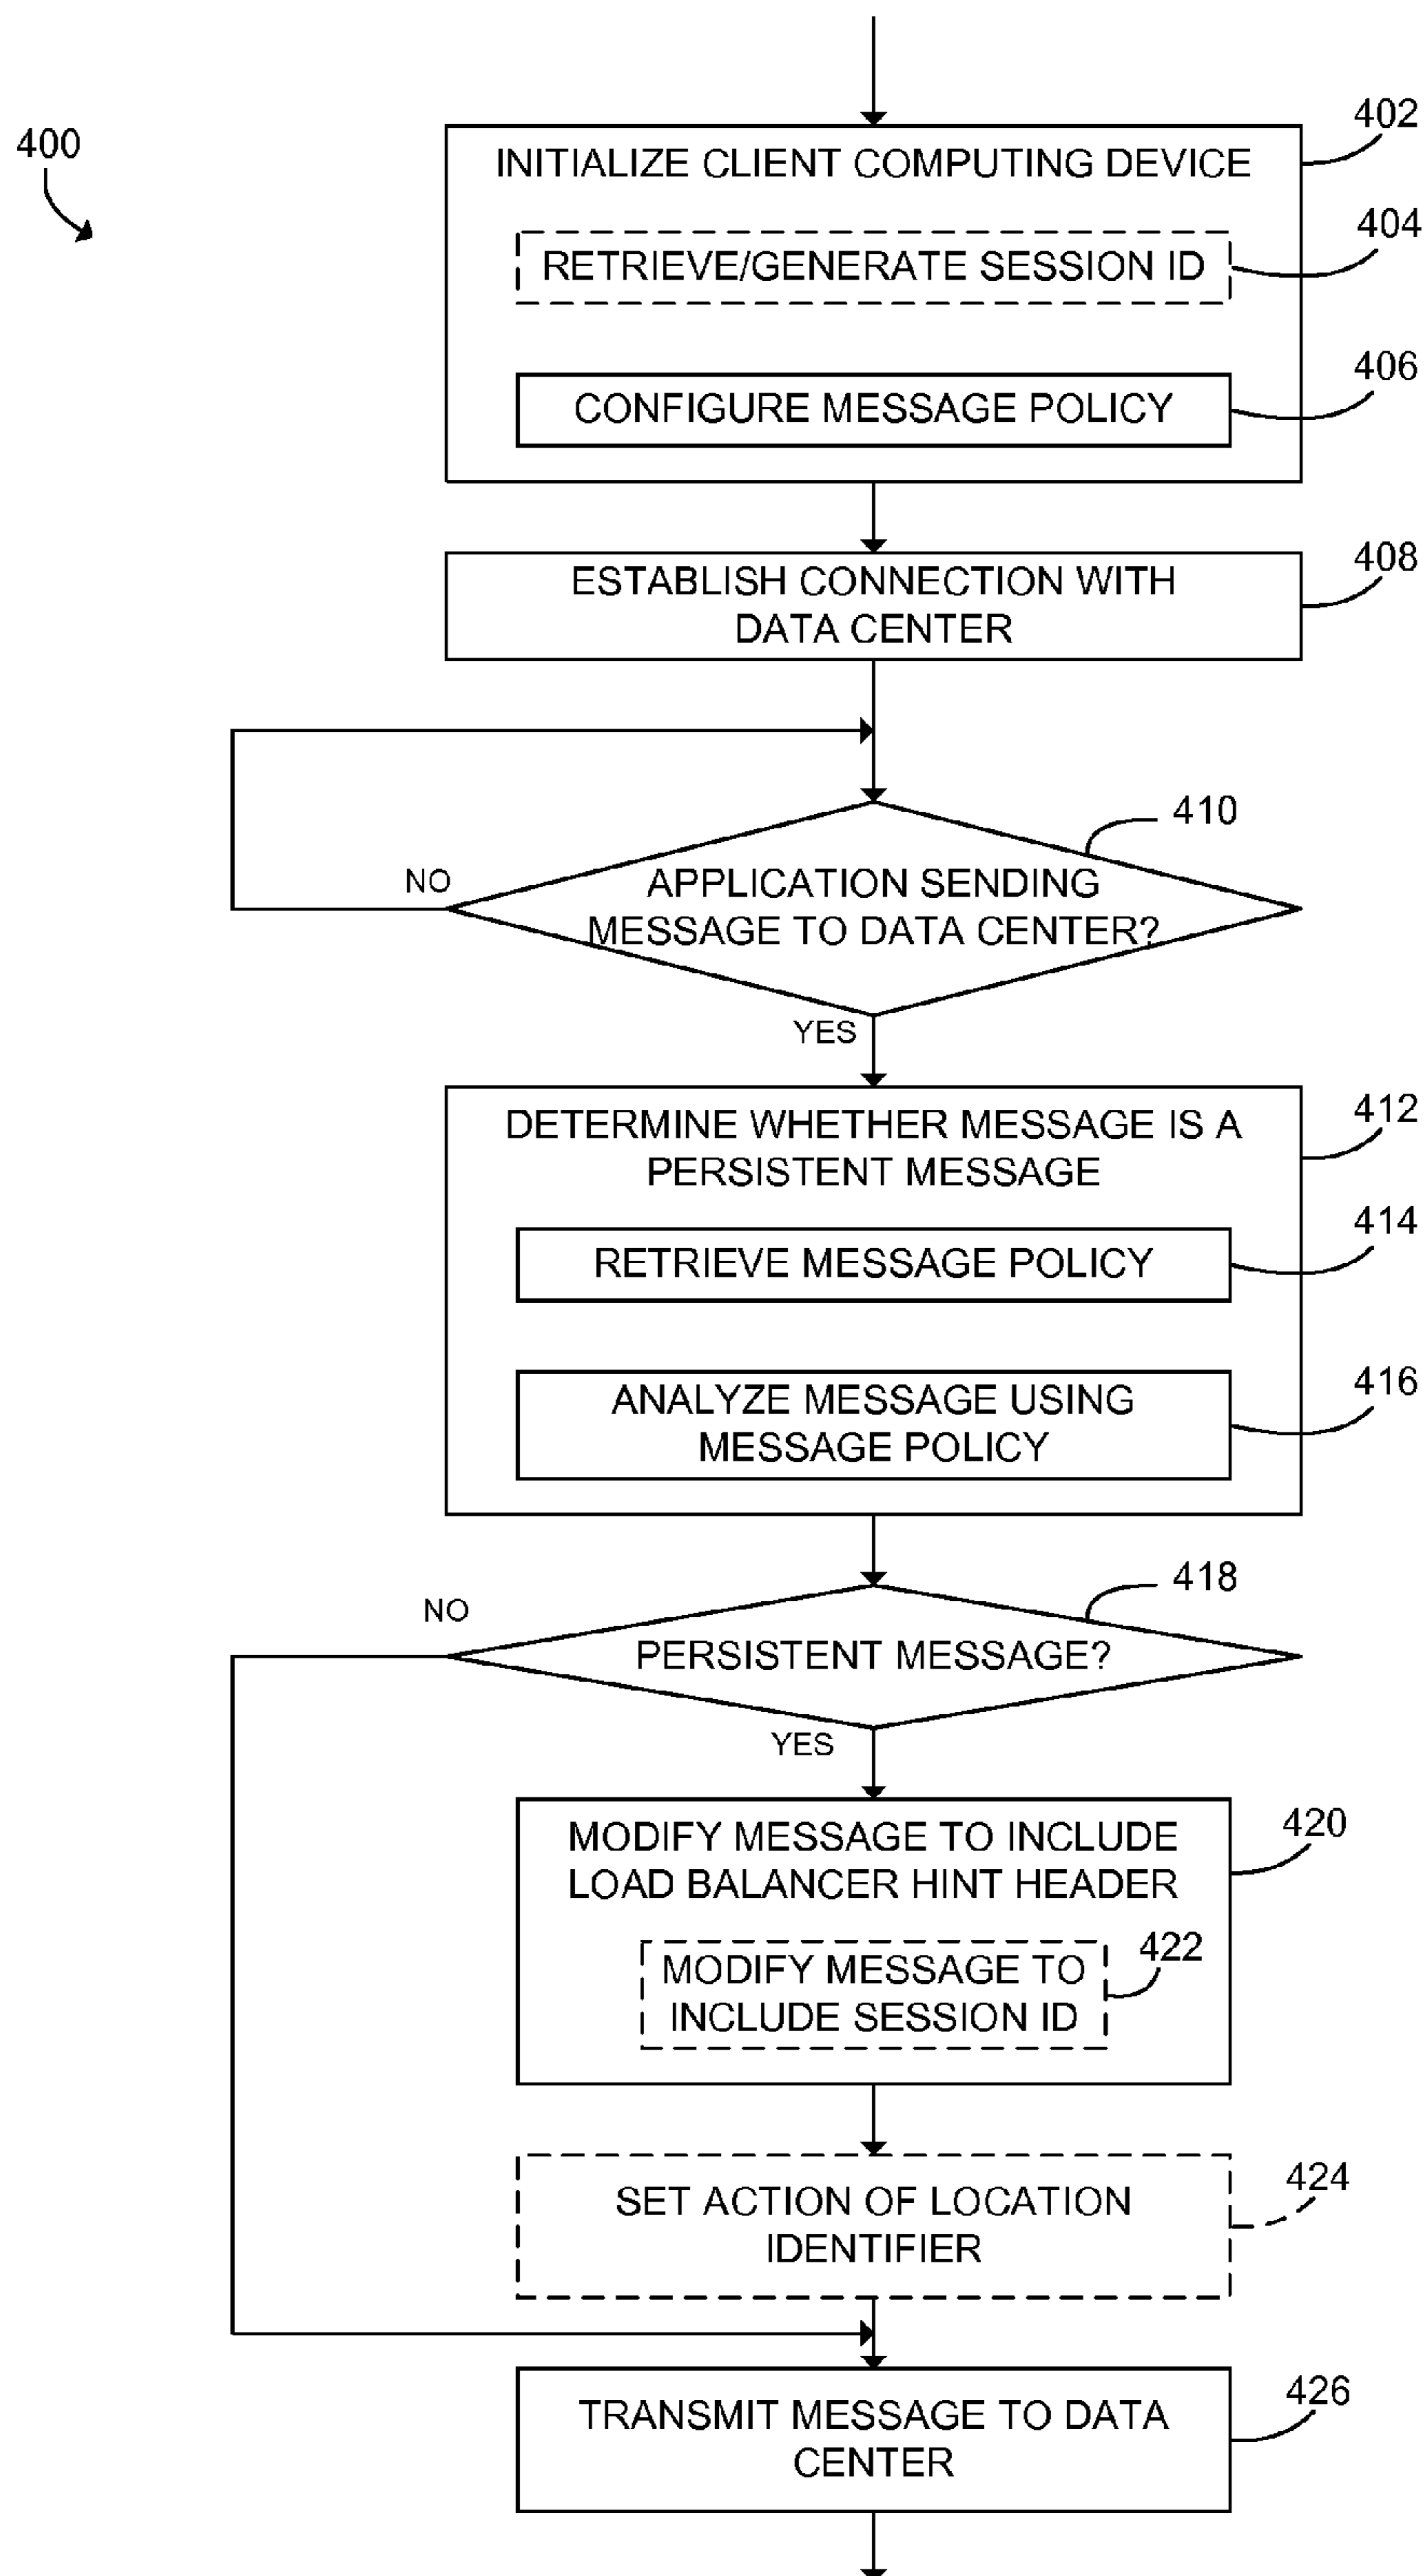 400
402
INITIALIZE CLIENT COMPUTING DEVICE
404
RETRIEVE/GENERATE SESSION ID
406
CONFIGURE MESSAGE POLICY
408
ESTABLISH CONNECTION WITH
DATA CENTER
410
NO
APPLICATION SENDING
MESSAGE TO DATA CENTER?
YES
412
DETERMINE WHETHER MESSAGE IS A
PERSISTENT MESSAGE
414
RETRIEVE MESSAGE POLICY
416
ANALYZE MESSAGE USING
MESSAGE POLICY
418
NO
PERSISTENT MESSAGE?
YES
420
MODIFY MESSAGE TO INCLUDE
LOAD BALANCER HINT HEADER
422
MODIFY MESSAGE TO
INCLUDE SESSION ID
424
SET ACTION OF LOCATION
IDENTIFIER
426
TRANSMIT MESSAGE TO DATA
CENTER